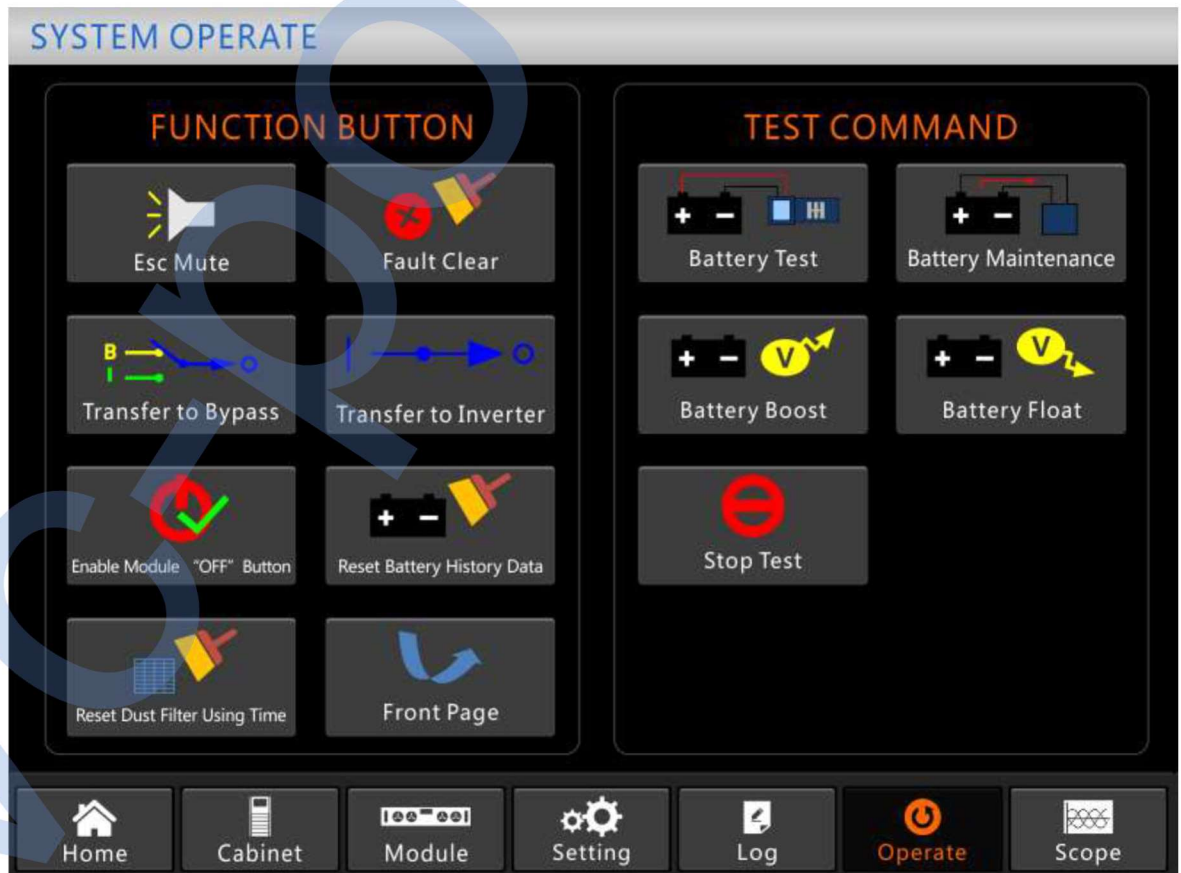 SYSTEM OPERATE
FUNCTION BUTTON
Esc Mute
Fault Clear
B
I
Transfer to Bypass
Transfer to Inverter
Enable Module "OFF" Button
+ −
Reset Battery History Data
Reset Dust Filter Using Time
Front Page
TEST COMMAND
+ −
Battery Test
+ −
Battery Maintenance
+ − V
Battery Boost
+ − V
Battery Float
Stop Test
Home
Cabinet
Module
Setting
Log
Operate
Scope